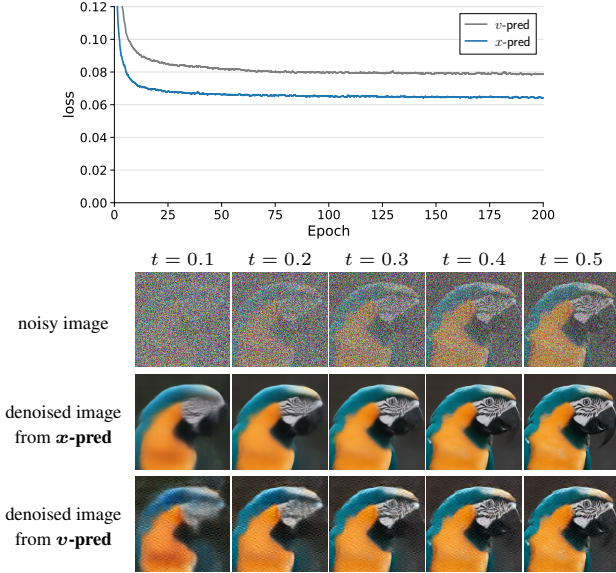 0.12
0.10
0.08
0.06
0.04
0.02
0.00
loss
v-pred
x-pred
0 25 50 75 100 125 150 175 200
Epoch
t = 0.1 t = 0.2 t = 0.3 t = 0.4 t = 0.5
noisy image
denoised image
from x-pred
denoised image
from v-pred